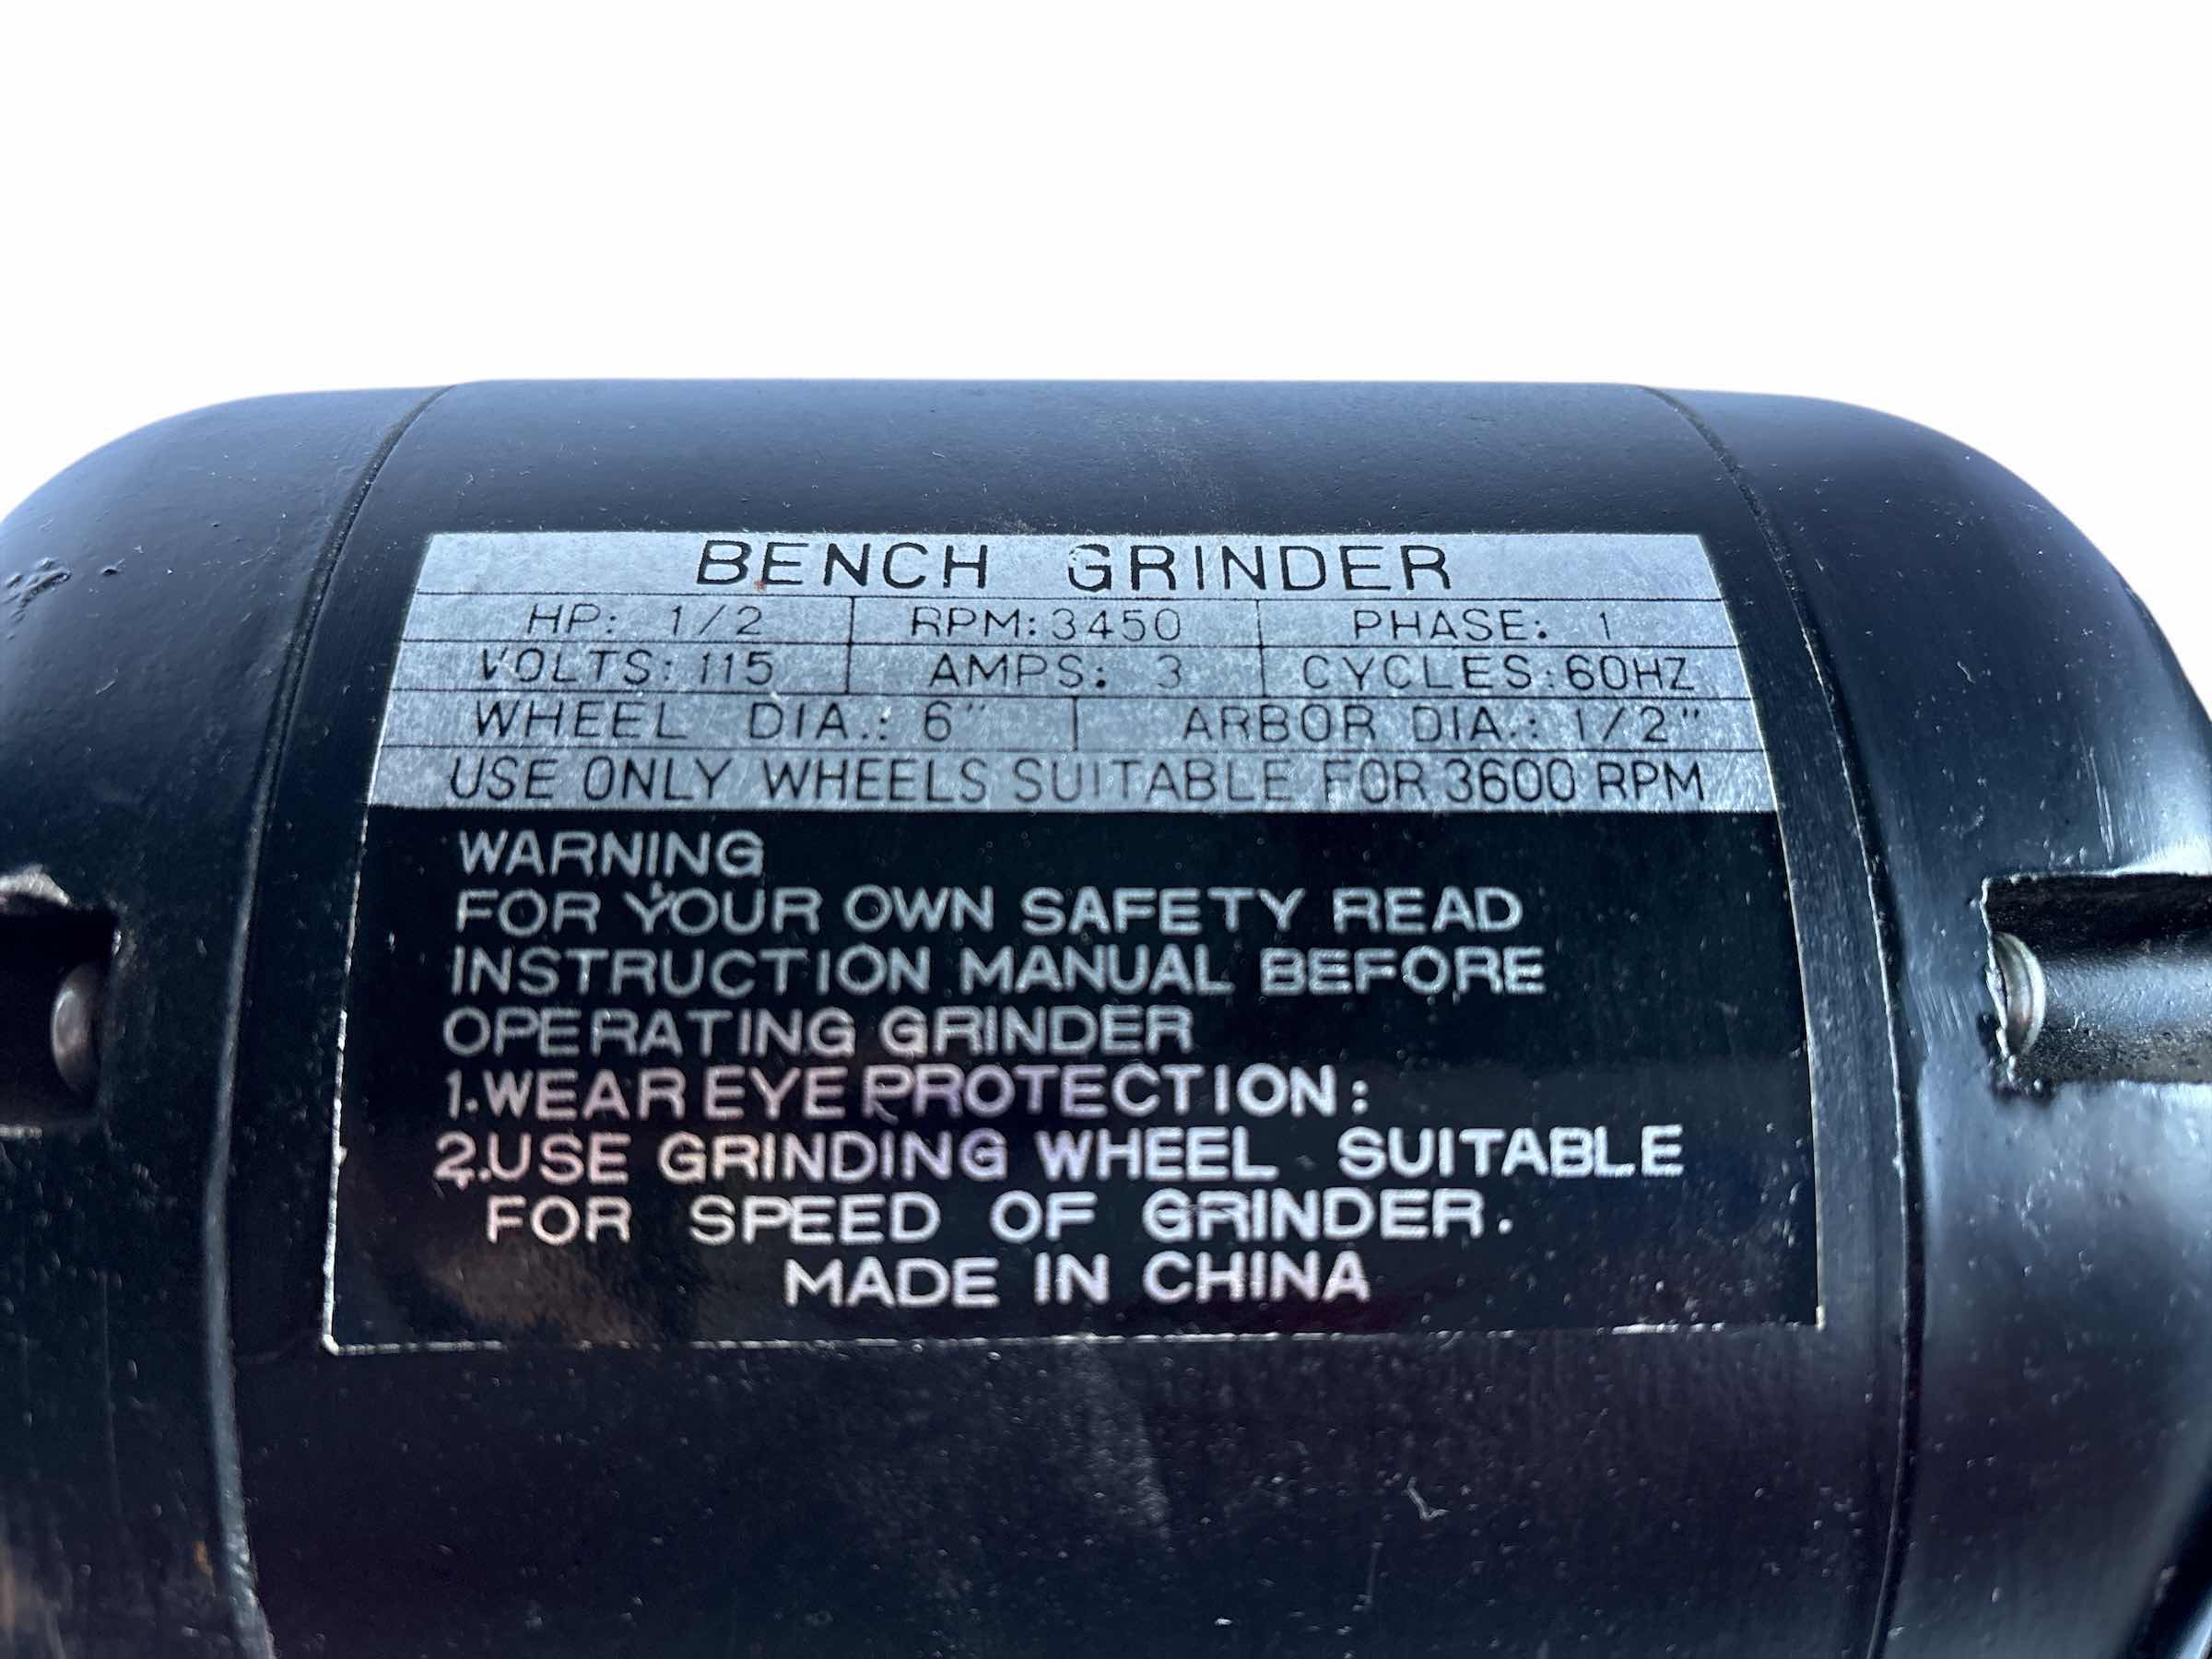 BENCH GRINDER
HP: 1/2 RPM: 3450 PHASE: 1
VOLTS: 115 AMPS: 3 CYCLES: 60HZ
WHEEL DIA.: 6" ARBOR DIA.: 1/2"
USE ONLY WHEELS SUITABLE FOR 3600 RPM
WARNING
FOR YOUR OWN SAFETY READ
INSTRUCTION MANUAL BEFORE
OPERATING GRINDER
1.WEAR EYE PROTECTION:
2.USE GRINDING WHEEL SUITABLE
FOR SPEED OF GRINDER.
MADE IN CHINA